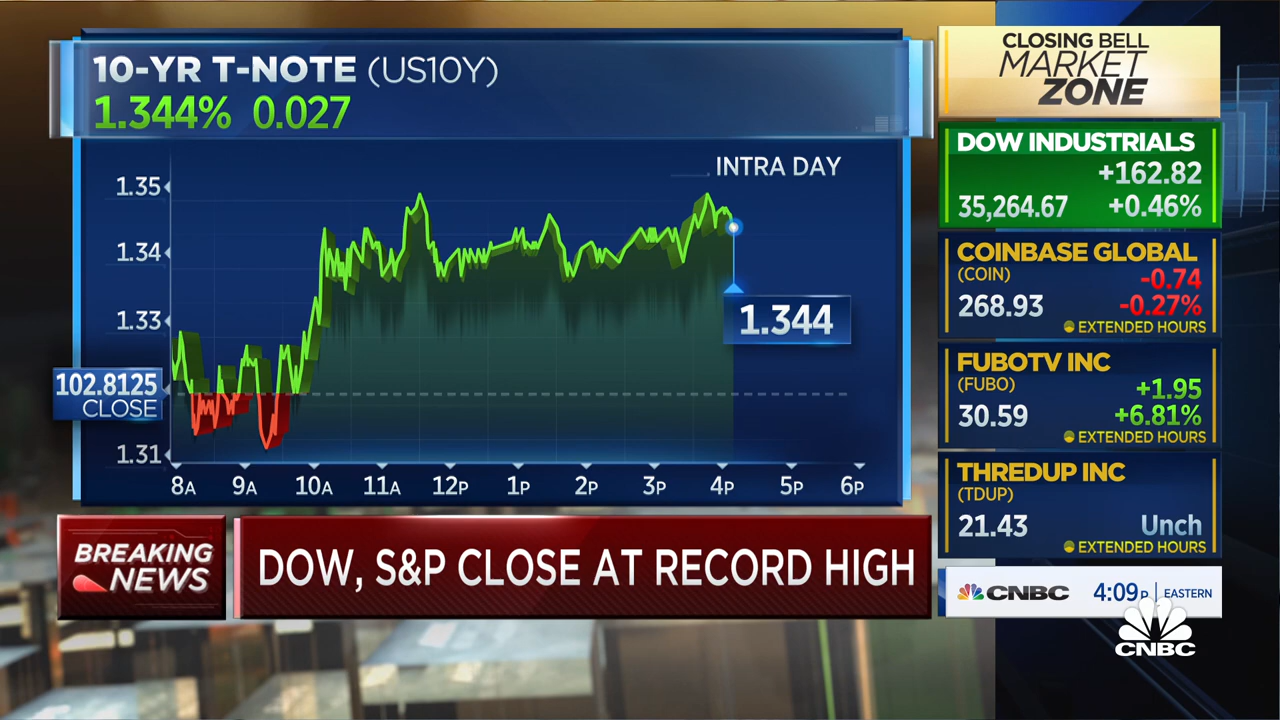 10-YR T-NOTE (US10Y)
1.344% 0.027
INTRA DAY
1.35
1.34
1.33
102.8125
CLOSE
1.31
1.344
8A 9A 10A 11A 12P 1P 2P 3P 4P 5P 6P
BREAKING
NEWS
DOW, S&P CLOSE AT RECORD HIGH
CLOSING BELL
MARKET
ZONE
DOW INDUSTRIALS
+162.82
35,264.67 +0.46%
COINBASE GLOBAL
(COIN) -0.74
268.93 -0.27%
EXTENDED HOURS
FUBOTV INC
(FUBO) +1.95
30.59 +6.81%
EXTENDED HOURS
THREDUP INC
(TDUP)
21.43 Unch
EXTENDED HOURS
CNBC 4:09P EASTERN
CNBC